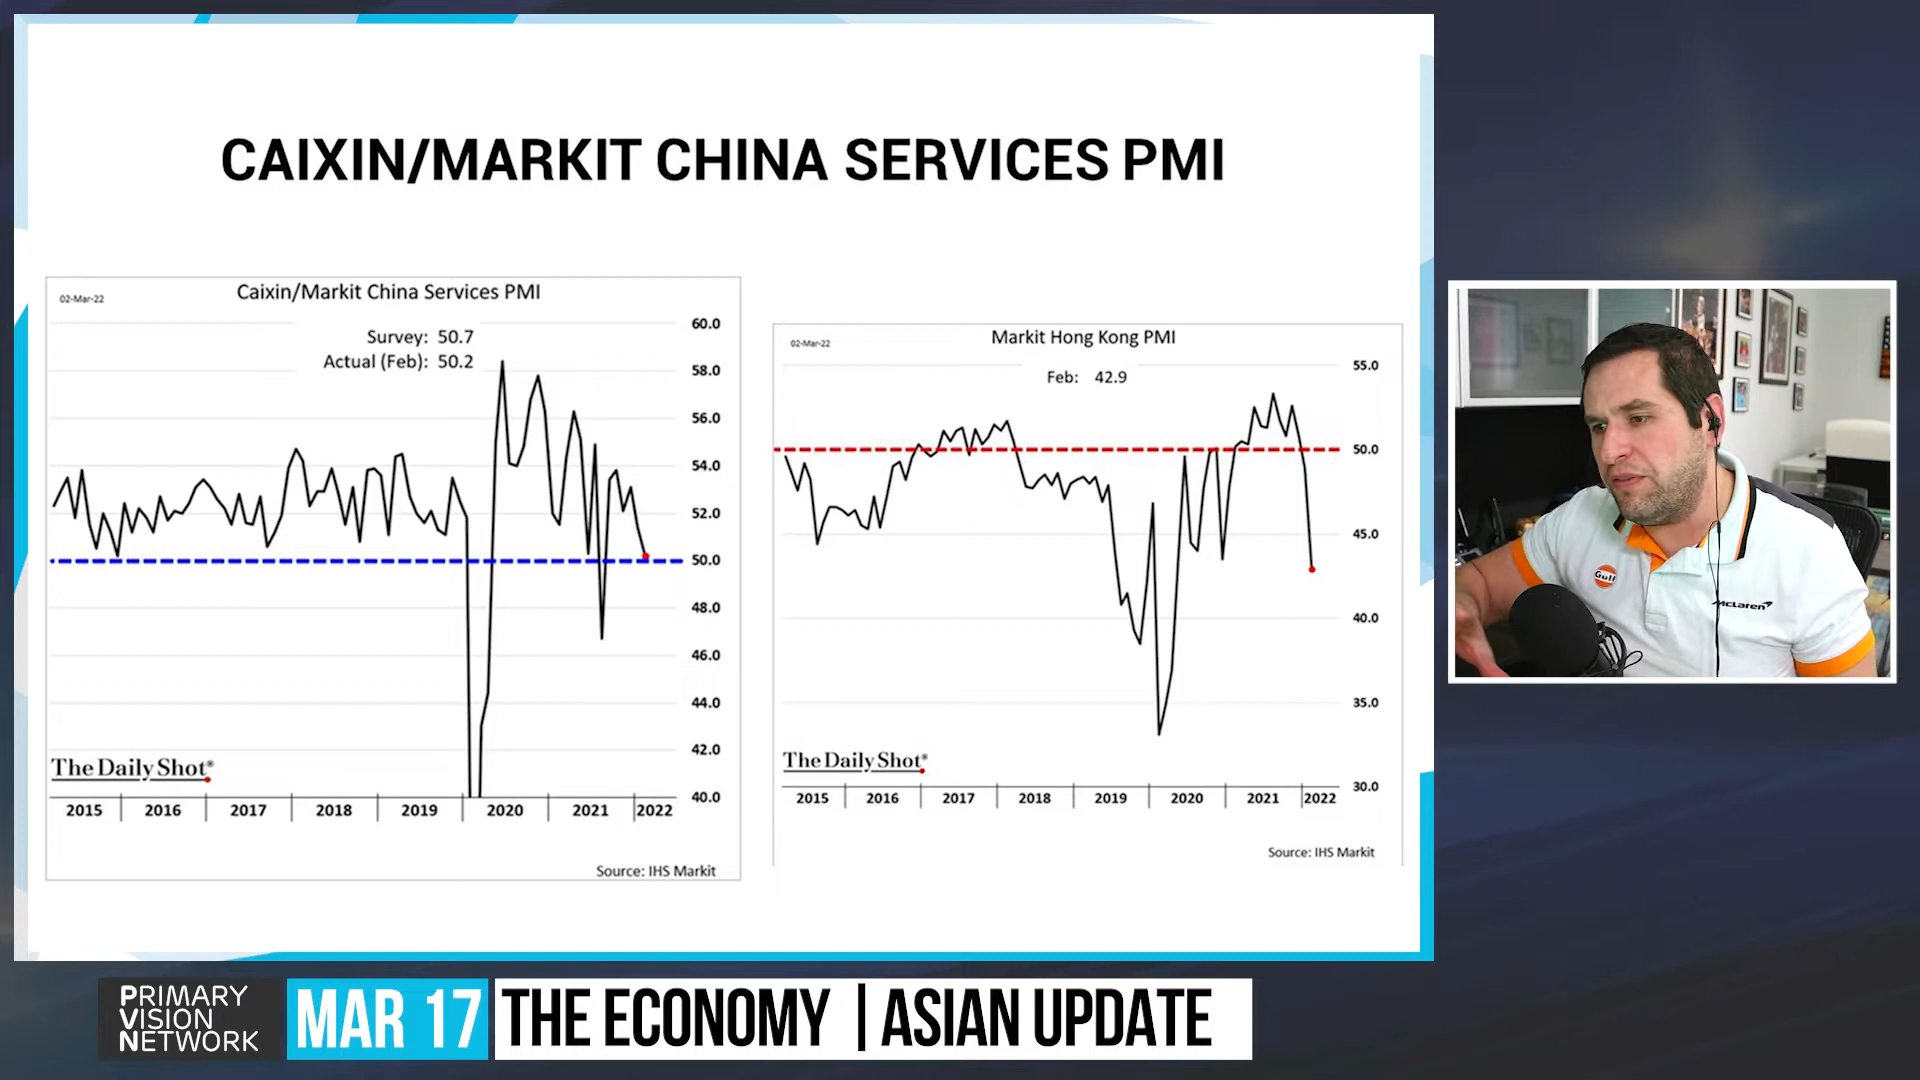 CAIXIN/MARKIT CHINA SERVICES PMI
02-Mar-22
Caixin/Markit China Services PMI
Survey: 50.7
Actual (Feb): 50.2
60.0
58.0
56.0
54.0
52.0
50.0
48.0
46.0
44.0
42.0
40.0
The Daily Shot®
2015 2016 2017 2018 2019 2020 2021 2022
Source: IHS Markit
02-Mar-22
Markit Hong Kong PMI
Feb: 42.9
55.0
50.0
45.0
40.0
35.0
30.0
The Daily Shot®
2015 2016 2017 2018 2019 2020 2021 2022
Source: IHS Markit
Gulf
McLaren
PRIMARY
VISION
NETWORK
MAR 17
THE ECONOMY | ASIAN UPDATE